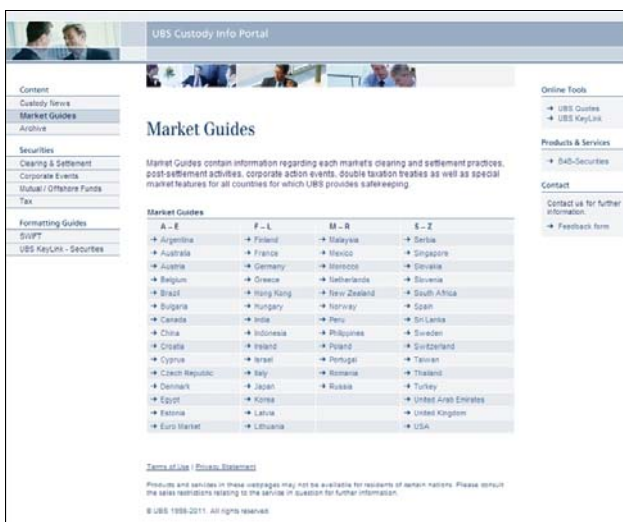 UBS Custody Info Portal
Content
Custody News
Market Guides
Archive
Securities
Clearing & Settlement
Corporate Events
Mutual / Offshore Funds
Tax
Formatting Guides
SWIFT
UBS KeyLink - Securities
Market Guides
Market Guides contain information regarding each market's clearing and settlement practices,
post-settlement activities, corporate action events, double taxation treaties as well as special
market features for all countries for which UBS provides safekeeping.
Market Guides
A – E F – L M – R S – Z
Argentina Finland Malaysia Serbia
Australia France Mexico Singapore
Austria Germany Morocco Slovakia
Belgium Greece Netherlands Slovenia
Brazil Hong Kong New Zealand South Africa
Bulgaria Hungary Norway Spain
Canada India Peru Sri Lanka
China Indonesia Philippines Sweden
Croatia Ireland Poland Switzerland
Cyprus Israel Portugal Taiwan
Czech Republic Italy Romania Thailand
Denmark Japan Russia Turkey
Egypt Korea United Arab Emirates
Estonia Latvia United Kingdom
Euro Market Lithuania USA
Terms of Use | Privacy Statement
Products and services in these webpages may not be available for residents of certain nations. Please consult
the sales restrictions relating to the service in question for further information.
© UBS 1998-2011. All rights reserved.
Online Tools
UBS Quotes
UBS KeyLink
Products & Services
B4B-Securities
Contact
Contact us for further
information.
Feedback form